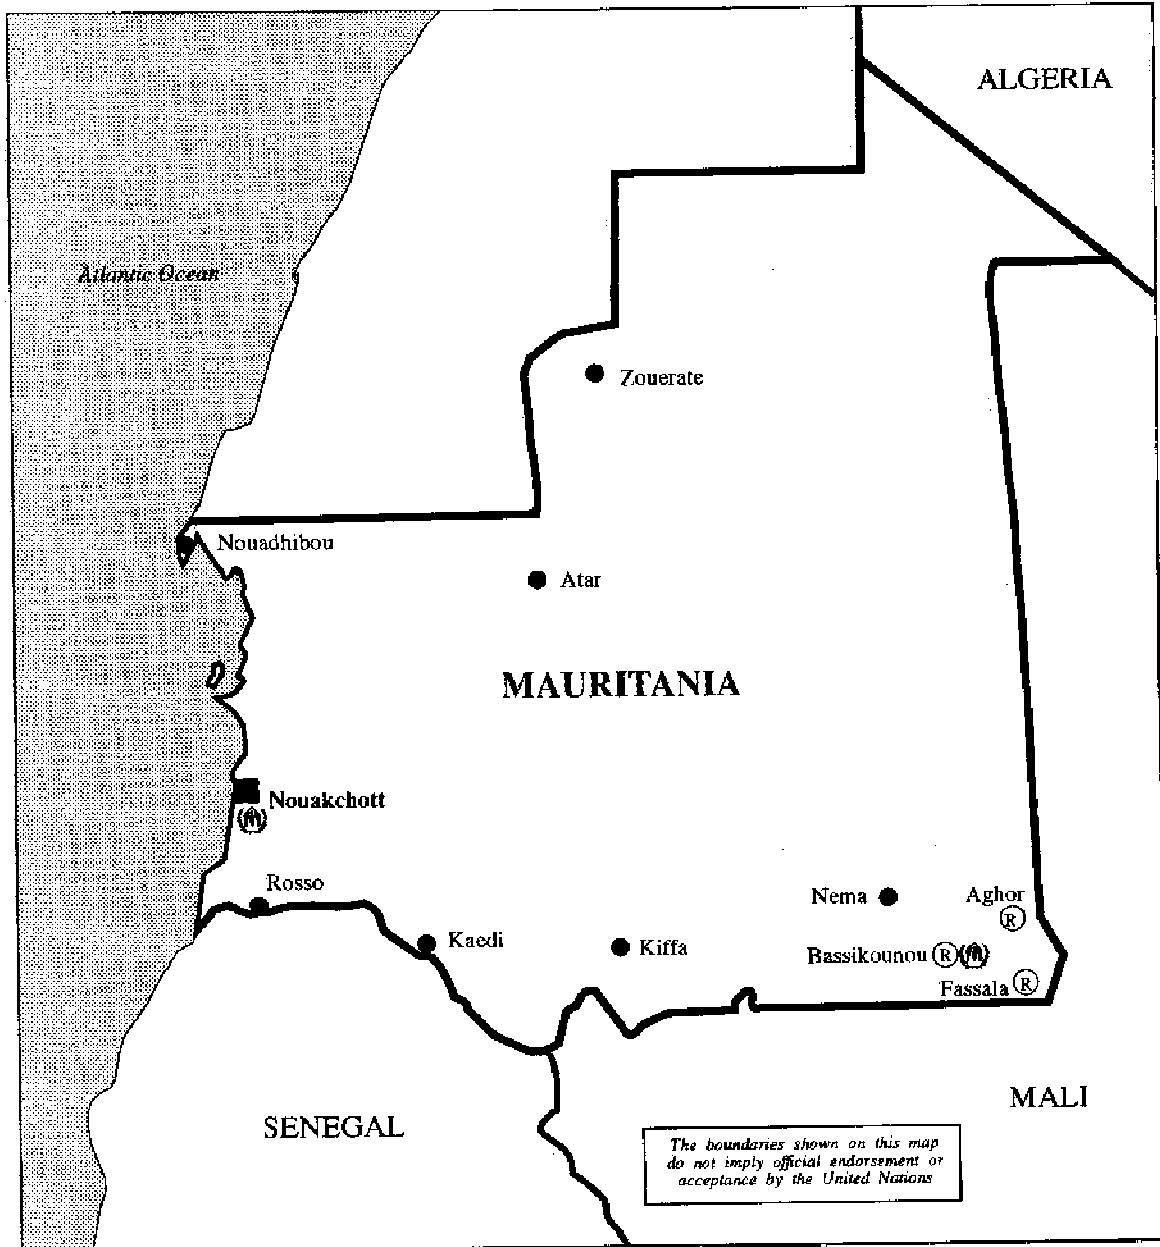 ALGERIA
Atlantic Ocean
Zouerate
Nouadhibou
Atar
MAURITANIA
Nouakchott
Rosso
Nema
Aghor
R
Kaedi
Kiffa
Bassikounou R
Fassala R
MALI
SENEGAL
The boundaries shown on this map
do not imply official endorsement or
acceptance by the United Nations